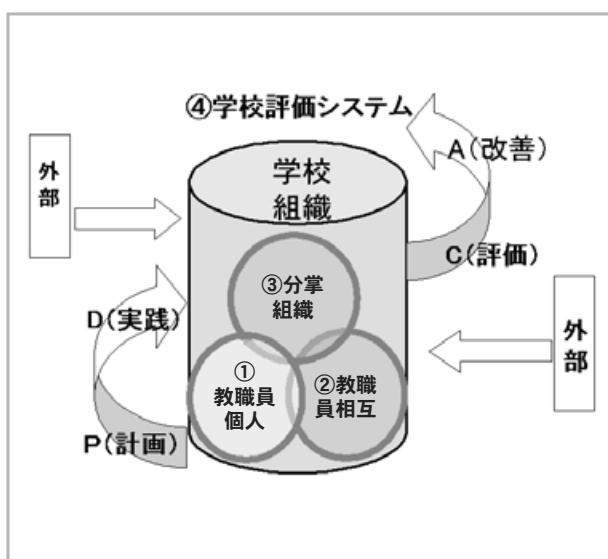 ④学校評価システム
外部
学校
組織
A(改善)
C(評価)
③分掌
組織
D(実践)
外部
①
教職員
個人
②教職
員相互
P(計画)